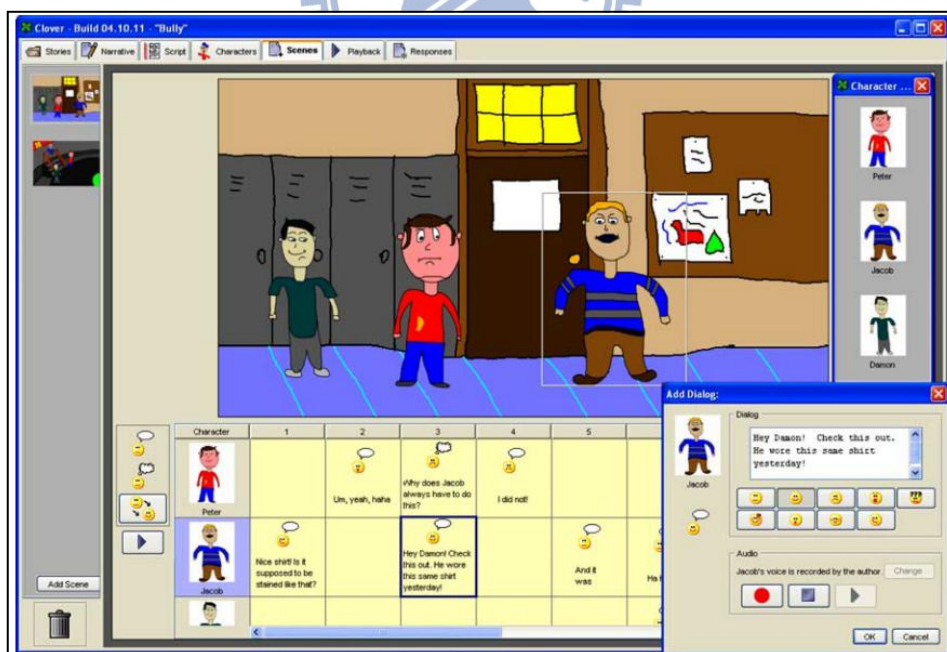 Clover - Build 04.10.11 - "Bully"
Stories Narrative Script Characters Scenes Playback Responses
Character ...
Peter
Jacob
Damon
Add Scene
Character 1 2 3 4 5
Peter
Um, yeah, haha
Why does Jacob
always have to do
this?
I did not!
Jacob
Nice shirt! Is it
supposed to be
stained like that?
Hey Damon! Check
this out. He wore
this same shirt
yesterday!
And it
was
Add Dialog:
Jacob
Dialog
Hey Damon!  Check this out.
He wore this same shirt
yesterday!
Audio
Jacob's voice is recorded by the author. Change
OK Cancel